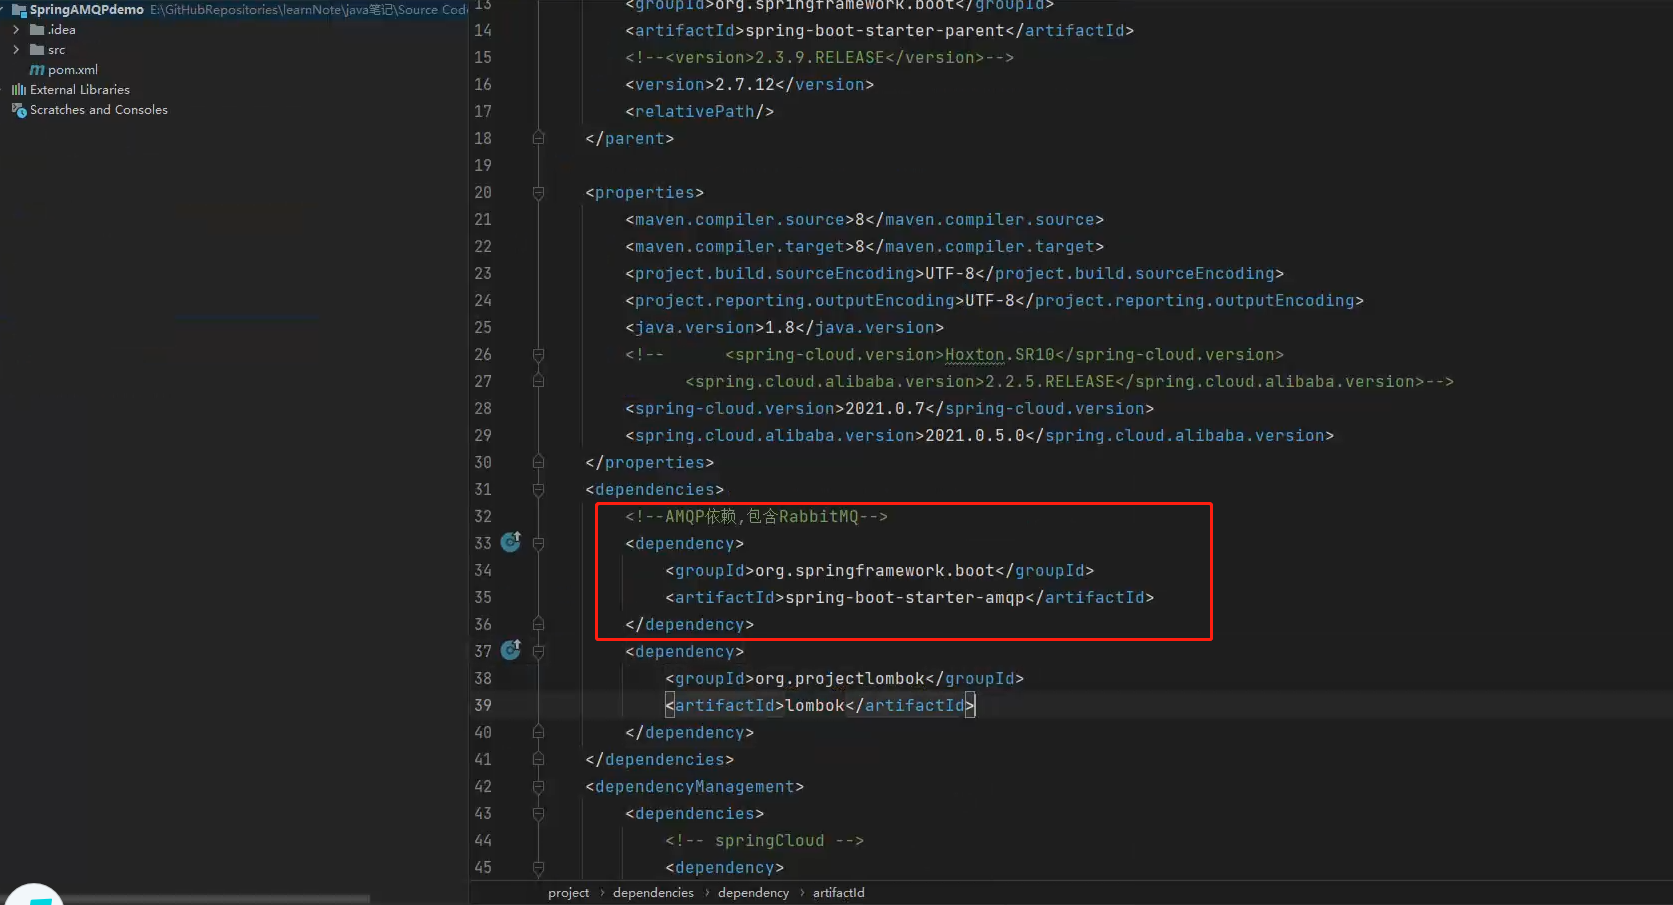 SpringAMQPdemo E:\GitHubRepositories\learnNote\java笔记\Source Code
.idea
src
pom.xml
External Libraries
Scratches and Consoles
13 <groupId>org.springframework.boot</groupId>
14 <artifactId>spring-boot-starter-parent</artifactId>
15 <!--<version>2.3.9.RELEASE</version>-->
16 <version>2.7.12</version>
17 <relativePath/>
18 </parent>
19
20 <properties>
21 <maven.compiler.source>8</maven.compiler.source>
22 <maven.compiler.target>8</maven.compiler.target>
23 <project.build.sourceEncoding>UTF-8</project.build.sourceEncoding>
24 <project.reporting.outputEncoding>UTF-8</project.reporting.outputEncoding>
25 <java.version>1.8</java.version>
26 <!-- <spring-cloud.version>Hoxton.SR10</spring-cloud.version>
27 <spring.cloud.alibaba.version>2.2.5.RELEASE</spring.cloud.alibaba.version>-->
28 <spring-cloud.version>2021.0.7</spring-cloud.version>
29 <spring.cloud.alibaba.version>2021.0.5.0</spring.cloud.alibaba.version>
30 </properties>
31 <dependencies>
32 <!--AMQP依赖,包含RabbitMQ-->
33 <dependency>
34 <groupId>org.springframework.boot</groupId>
35 <artifactId>spring-boot-starter-amqp</artifactId>
36 </dependency>
37 <dependency>
38 <groupId>org.projectlombok</groupId>
39 <artifactId>lombok</artifactId>
40 </dependency>
41 </dependencies>
42 <dependencyManagement>
43 <dependencies>
44 <!-- springCloud -->
45 <dependency>
project › dependencies › dependency › artifactId